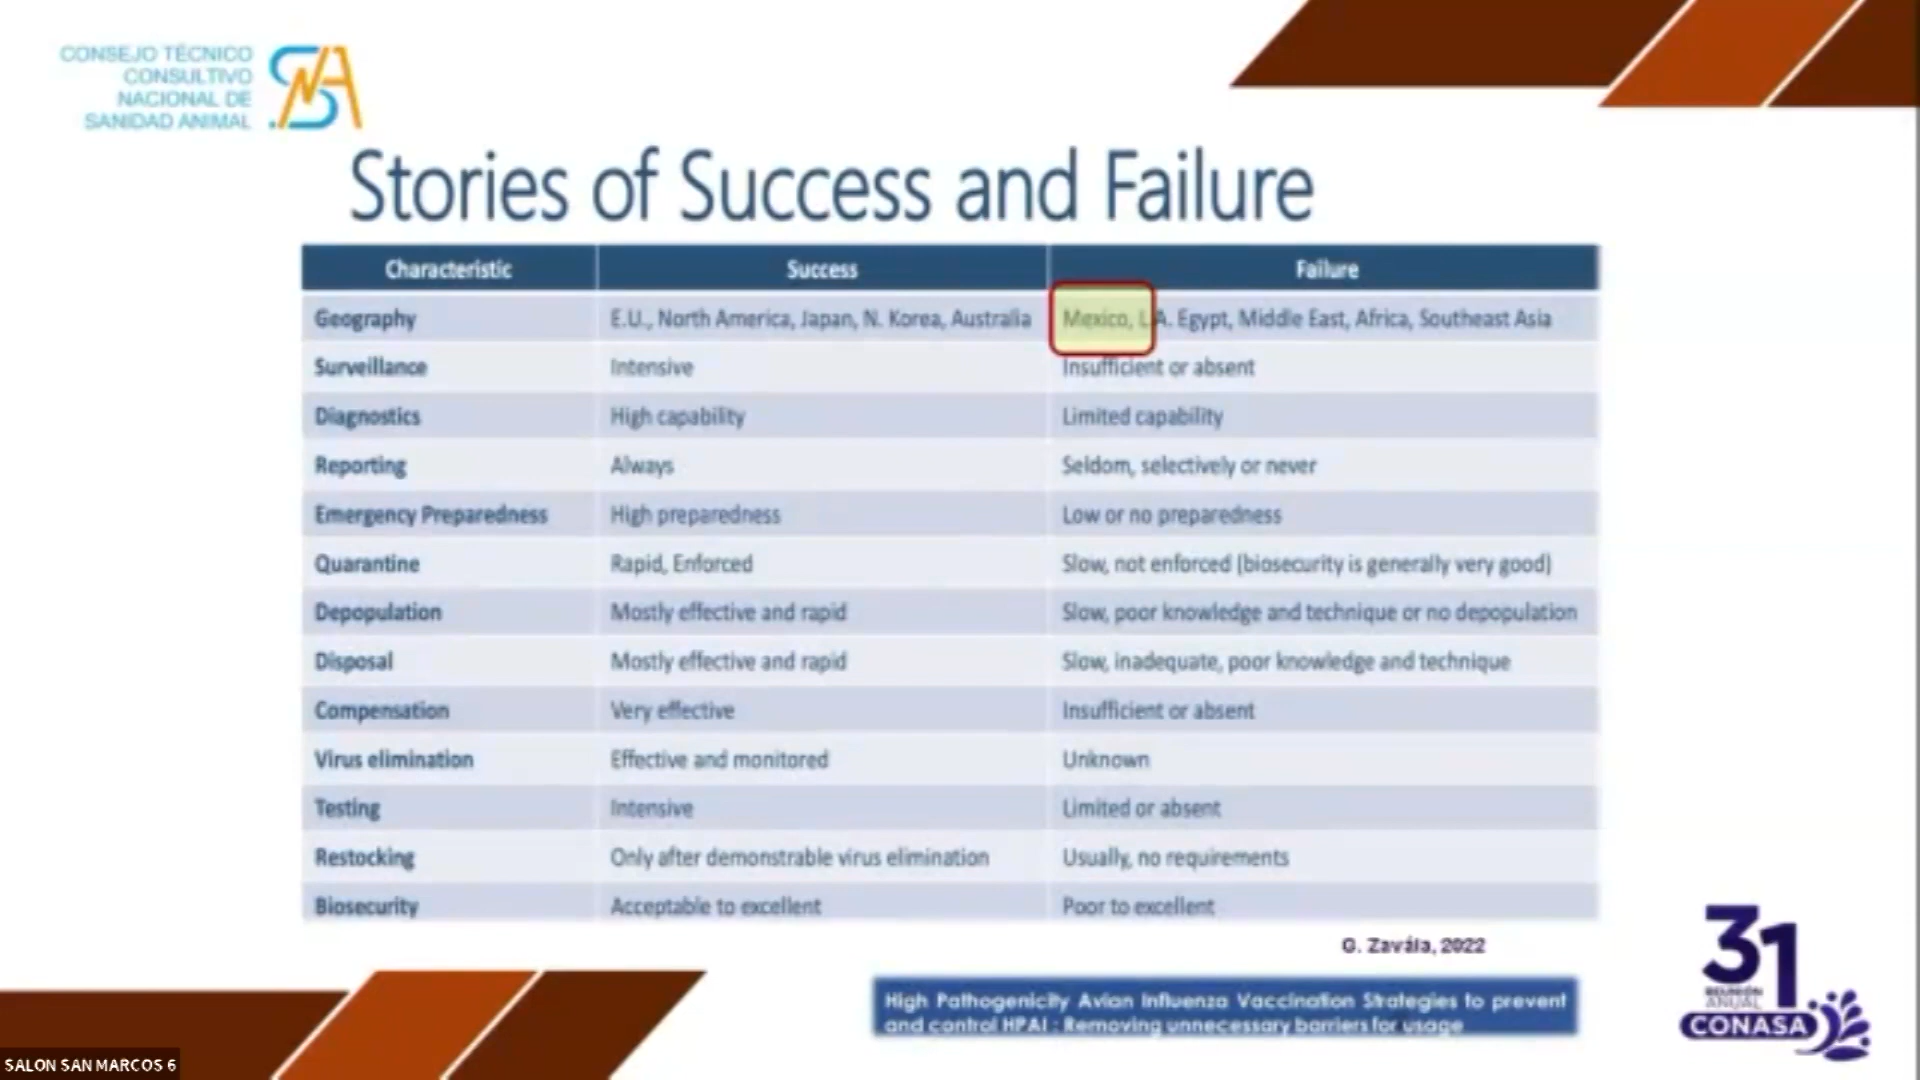 CONSEJO TÉCNICO
CONSULTIVO
NACIONAL DE
SANIDAD ANIMAL
Stories of Success and Failure
Characteristic Success Failure
Geography E.U., North America, Japan, N. Korea, Australia Mexico, L.A. Egypt, Middle East, Africa, Southeast Asia
Surveillance Intensive Insufficient or absent
Diagnostics High capability Limited capability
Reporting Always Seldom, selectively or never
Emergency Preparedness High preparedness Low or no preparedness
Quarantine Rapid, Enforced Slow, not enforced (biosecurity is generally very good)
Depopulation Mostly effective and rapid Slow, poor knowledge and technique or no depopulation
Disposal Mostly effective and rapid Slow, inadequate, poor knowledge and technique
Compensation Very effective Insufficient or absent
Virus elimination Effective and monitored Unknown
Testing Intensive Limited or absent
Restocking Only after demonstrable virus elimination Usually, no requirements
Biosecurity Acceptable to excellent Poor to excellent
G. Zavála, 2022
High Pathogenicity Avian Influenza Vaccination Strategies to prevent
and control HPAI : Removing unnecessary barriers for usage
31
REUNIÓN
ANUAL
CONASA
SALON SAN MARCOS 6